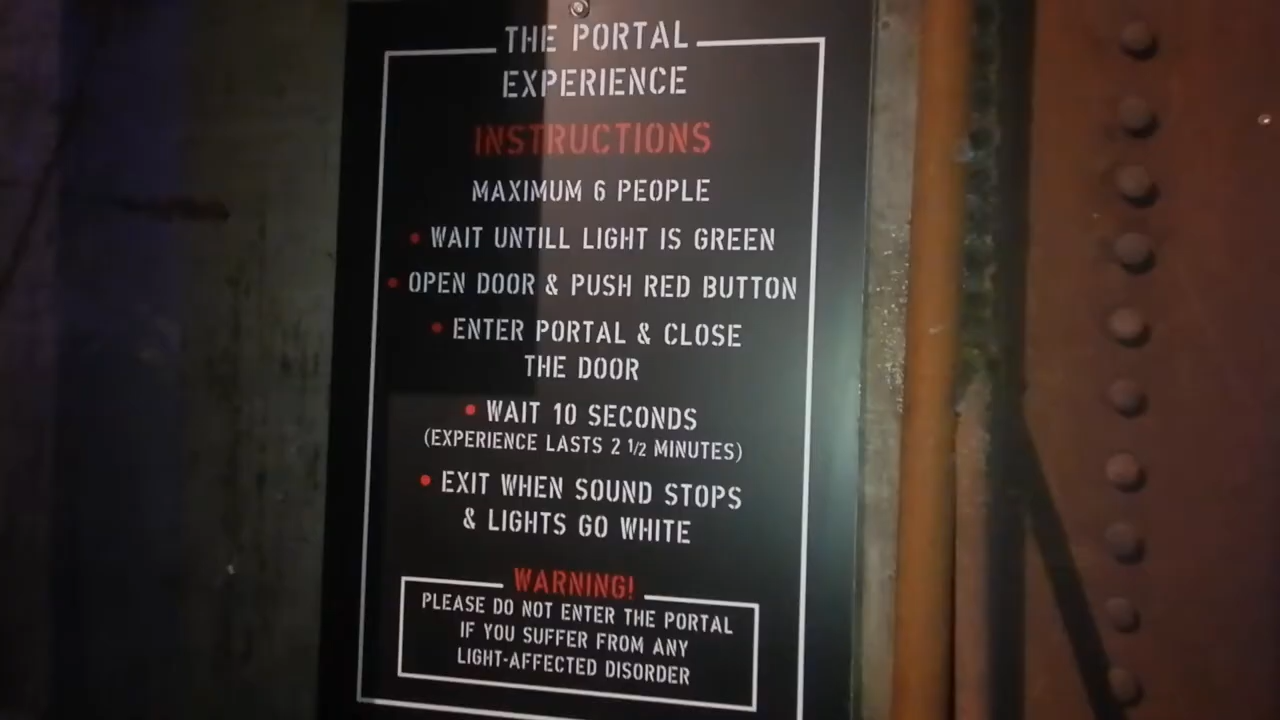 THE PORTAL
EXPERIENCE
INSTRUCTIONS
MAXIMUM 6 PEOPLE
• WAIT UNTILL LIGHT IS GREEN
• OPEN DOOR & PUSH RED BUTTON
• ENTER PORTAL & CLOSE
THE DOOR
• WAIT 10 SECONDS
(EXPERIENCE LASTS 2 1/2 MINUTES)
• EXIT WHEN SOUND STOPS
& LIGHTS GO WHITE
WARNING!
PLEASE DO NOT ENTER THE PORTAL
IF YOU SUFFER FROM ANY
LIGHT-AFFECTED DISORDER